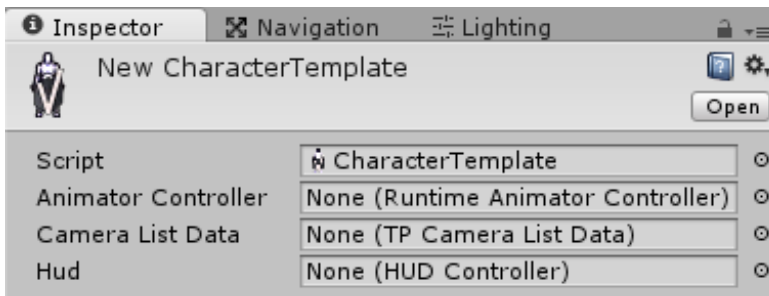 Inspector Navigation Lighting
New CharacterTemplate
Open
Script CharacterTemplate
Animator Controller None (Runtime Animator Controller)
Camera List Data None (TP Camera List Data)
Hud None (HUD Controller)